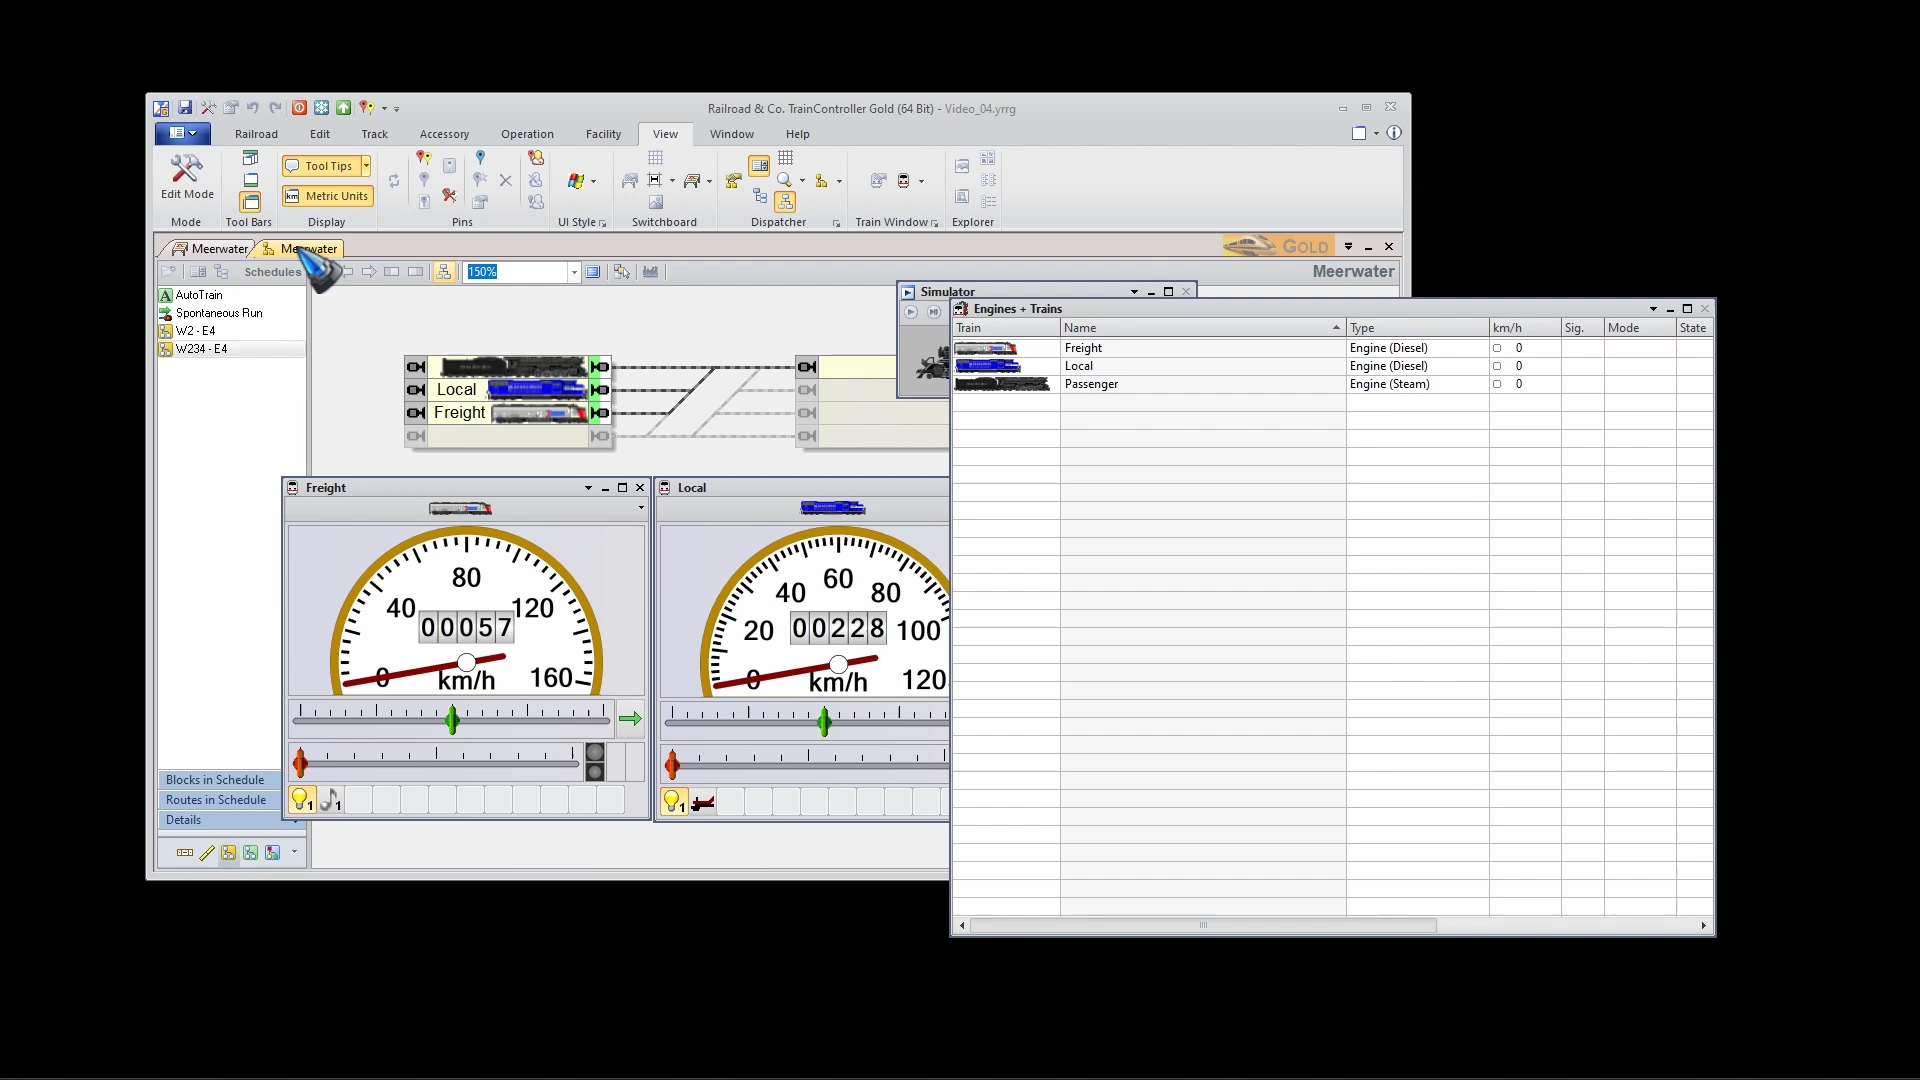 Railroad & Co. TrainController Gold (64 Bit) - Video_04.yrrg
Railroad Edit Track Accessory Operation Facility View Window Help
Edit Mode
Tool Tips
km Metric Units
Mode Tool Bars Display Pins UI Style Switchboard Dispatcher Train Window Explorer
Meerwater Meerwater GOLD
Schedules 150% Meerwater
AutoTrain
Spontaneous Run
W2 - E4
W234 - E4
Blocks in Schedule
Routes in Schedule
Details
Local
Freight
Simulator
Engines + Trains
Train Name Type km/h Sig. Mode State
Freight Engine (Diesel) 0
Local Engine (Diesel) 0
Passenger Engine (Steam) 0
Freight
80
40 120
00057
0 km/h 160
1 1
Local
60
40 80
20 00228 100
0 km/h 120
1